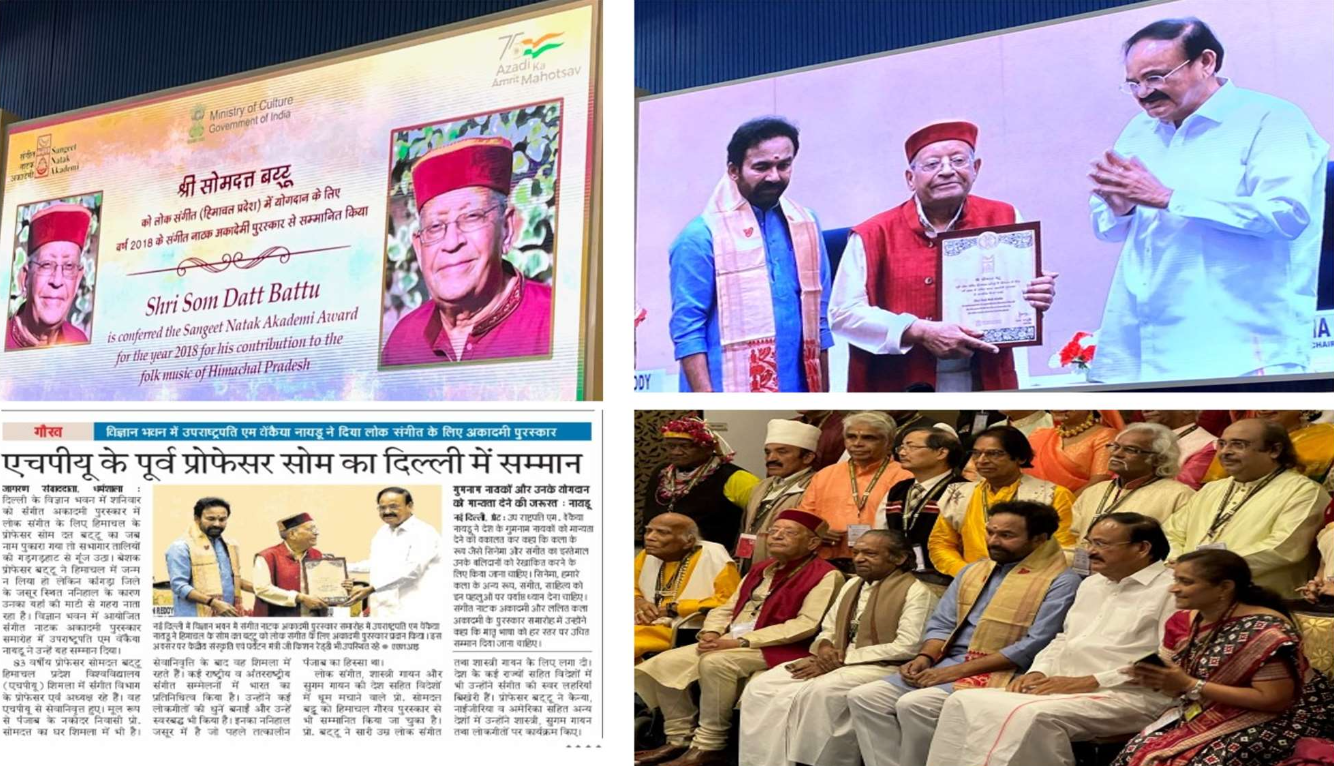 75
Azadi Ka
Amrit Mahotsav
Ministry of Culture
Government of India
संगीत
नाटक
अकादमी
Sangeet
Natak
Akademi
श्री सोमदत्त बट्टू
को लोक संगीत (हिमाचल प्रदेश) में योगदान के लिए
वर्ष 2018 के संगीत नाटक अकादेमी पुरस्कार से सम्मानित किया
Shri Som Datt Battu
is conferred the Sangeet Natak Akademi Award
for the year 2018 for his contribution to the
folk music of Himachal Pradesh
DDY
MA
CHAIR
गौरव
विज्ञान भवन में उपराष्ट्रपति एम वेंकैया नायडू ने दिया लोक संगीत के लिए अकादमी पुरस्कार
एचपीयू के पूर्व प्रोफेसर सोम का दिल्ली में सम्मान
जागरण संवाददाता, धर्मशाला :
दिल्ली के विज्ञान भवन में शनिवार
को संगीत अकादमी पुरस्कार में
लोक संगीत के लिए हिमाचल के
प्रोफेसर सोम दत्त बट्टू का जब
नाम पुकारा गया तो सभागार तालियों
की गड़गड़ाहट से गूंज उठा। बेशक
प्रोफेसर बट्टू ने हिमाचल में जन्म
न लिया हो लेकिन कांगड़ा जिले
के जसूर स्थित ननिहाल के कारण
उनका यहां की माटी से गहरा नाता
रहा है। विज्ञान भवन में आयोजित
संगीत नाटक अकादमी पुरस्कार
समारोह में उपराष्ट्रपति एम वेंकैया
नायडू ने उन्हें यह सम्मान दिया।
83 वर्षीय प्रोफेसर सोमदत्त बट्टू
हिमाचल प्रदेश विश्वविद्यालय
(एचपीयू) शिमला में संगीत विभाग
के प्रोफेसर एवं अध्यक्ष रहे हैं। वह
एचपीयू से सेवानिवृत्त हुए। मूल रूप
से पंजाब के नकोदर निवासी प्रो.
सोमदत्त का घर शिमला में भी है।
H REDDY
नई दिल्ली में विज्ञान भवन में संगीत नाटक अकादमी पुरस्कार समारोह में उपराष्ट्रपति एम वेंकैया
नायडू ने हिमाचल के सोम दत्त बट्टू को लोक संगीत के लिए अकादमी पुरस्कार प्रदान किया। इस
अवसर पर केंद्रीय संस्कृति एवं पर्यटन मंत्री जी किशन रेड्डी भी उपस्थित रहे ● एएनआइ
सेवानिवृत्ति के बाद वह शिमला में
रहते हैं। कई राष्ट्रीय व अंतरराष्ट्रीय
संगीत सम्मेलनों में भारत का
प्रतिनिधित्व किया है। उन्होंने कई
लोकगीतों की धुनें बनाईं और उन्हें
स्वरबद्ध भी किया है। इनका ननिहाल
जसूर में है जो पहले तत्कालीन
पंजाब का हिस्सा था।
लोक संगीत, शास्त्री गायन और
सुगम गायन की देश सहित विदेशों
में धूम मचाने वाले प्रो. सोमदत्त
बट्टू को हिमाचल गौरव पुरस्कार से
भी सम्मानित किया जा चुका है।
प्रो. बट्टू ने सारी उम्र लोक संगीत
गुमनाम नायकों और उनके योगदान
को मान्यता देने की जरूरत : नायडू
नई दिल्ली, प्रेट्र : उप राष्ट्रपति एम. वेंकैया
नायडू ने देश के गुमनाम नायकों को मान्यता
देने की वकालत कर कहा कि कला के
रूप जैसे सिनेमा और संगीत का इस्तेमाल
उनके बलिदानों को रेखांकित करने के
लिए किया जाना चाहिए। सिनेमा, हमारे
कला के अन्य रूप, संगीत, साहित्य को
इन पहलुओं पर पर्याप्त ध्यान देना चाहिए।
संगीत नाटक अकादमी और ललित कला
अकादमी के पुरस्कार समारोह में उन्होंने
कहा कि मातृ भाषा को हर स्तर पर उचित
सम्मान दिया जाना चाहिए।
तथा शास्त्री गायन के लिए लगा दी।
देश के कई राज्यों सहित विदेशों में
भी उन्होंने संगीत की स्वर लहरियां
बिखेरी हैं। प्रोफेसर बट्टू ने केन्या,
नाईजीरिया व अमेरिका सहित अन्य
देशों में उन्होंने शास्त्री, सुगम गायन
तथा लोकगीतों पर कार्यक्रम किए।